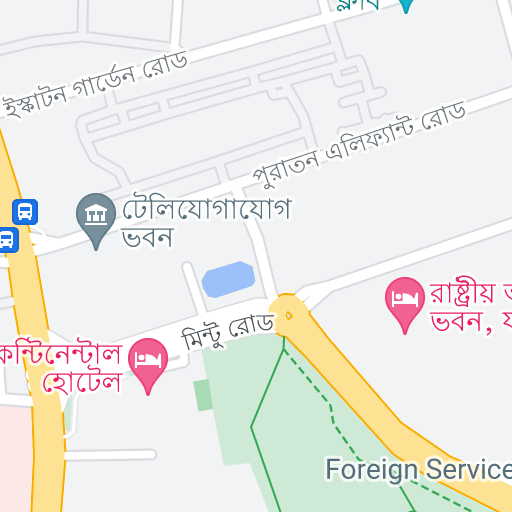 ক্লাব
ইস্কাটন গার্ডেন রোড
পুরাতন এলিফ্যান্ট রোড
টেলিযোগাযোগ
ভবন
রাষ্ট্রীয়
ভবন,
মিন্টু রোড
কন্টিনেন্টাল
হোটেল
Foreign Service